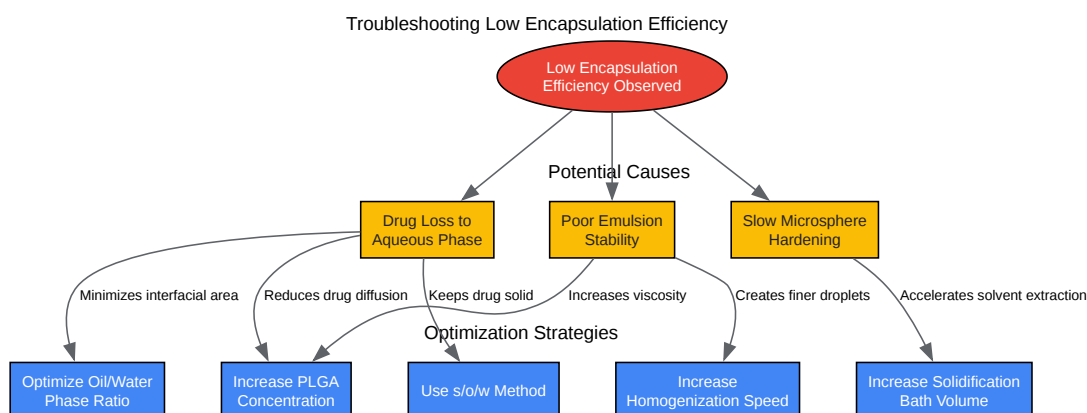 Troubleshooting Low Encapsulation Efficiency
Low Encapsulation
Efficiency Observed
Potential Causes
Drug Loss to
Aqueous Phase
Poor Emulsion
Stability
Slow Microsphere
Hardening
Minimizes interfacial area
Reduces drug diffusion
Keeps drug solid
Increases viscosity
Creates finer droplets
Accelerates solvent extraction
Optimization Strategies
Optimize Oil/Water
Phase Ratio
Increase PLGA
Concentration
Use s/o/w Method
Increase
Homogenization Speed
Increase Solidification
Bath Volume